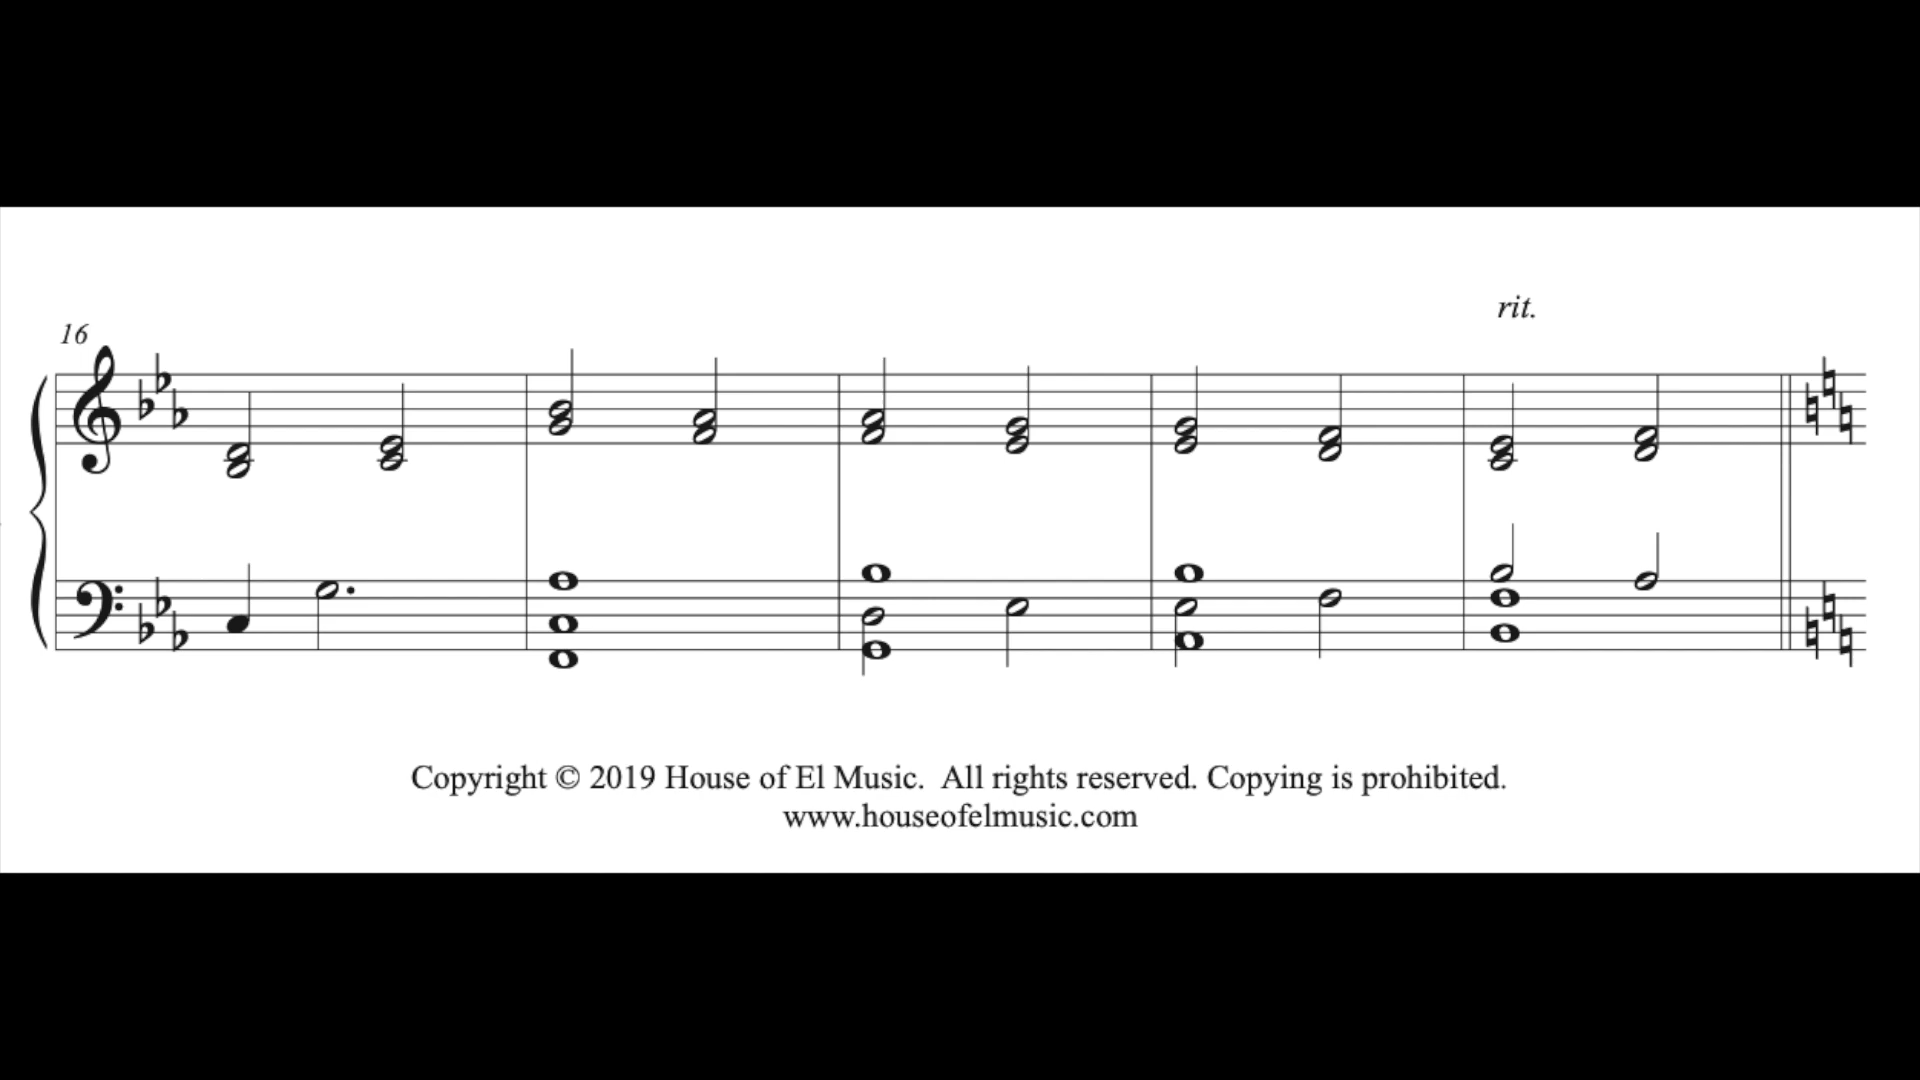 rit.
16
Copyright © 2019 House of El Music.  All rights reserved. Copying is prohibited.
www.houseofelmusic.com